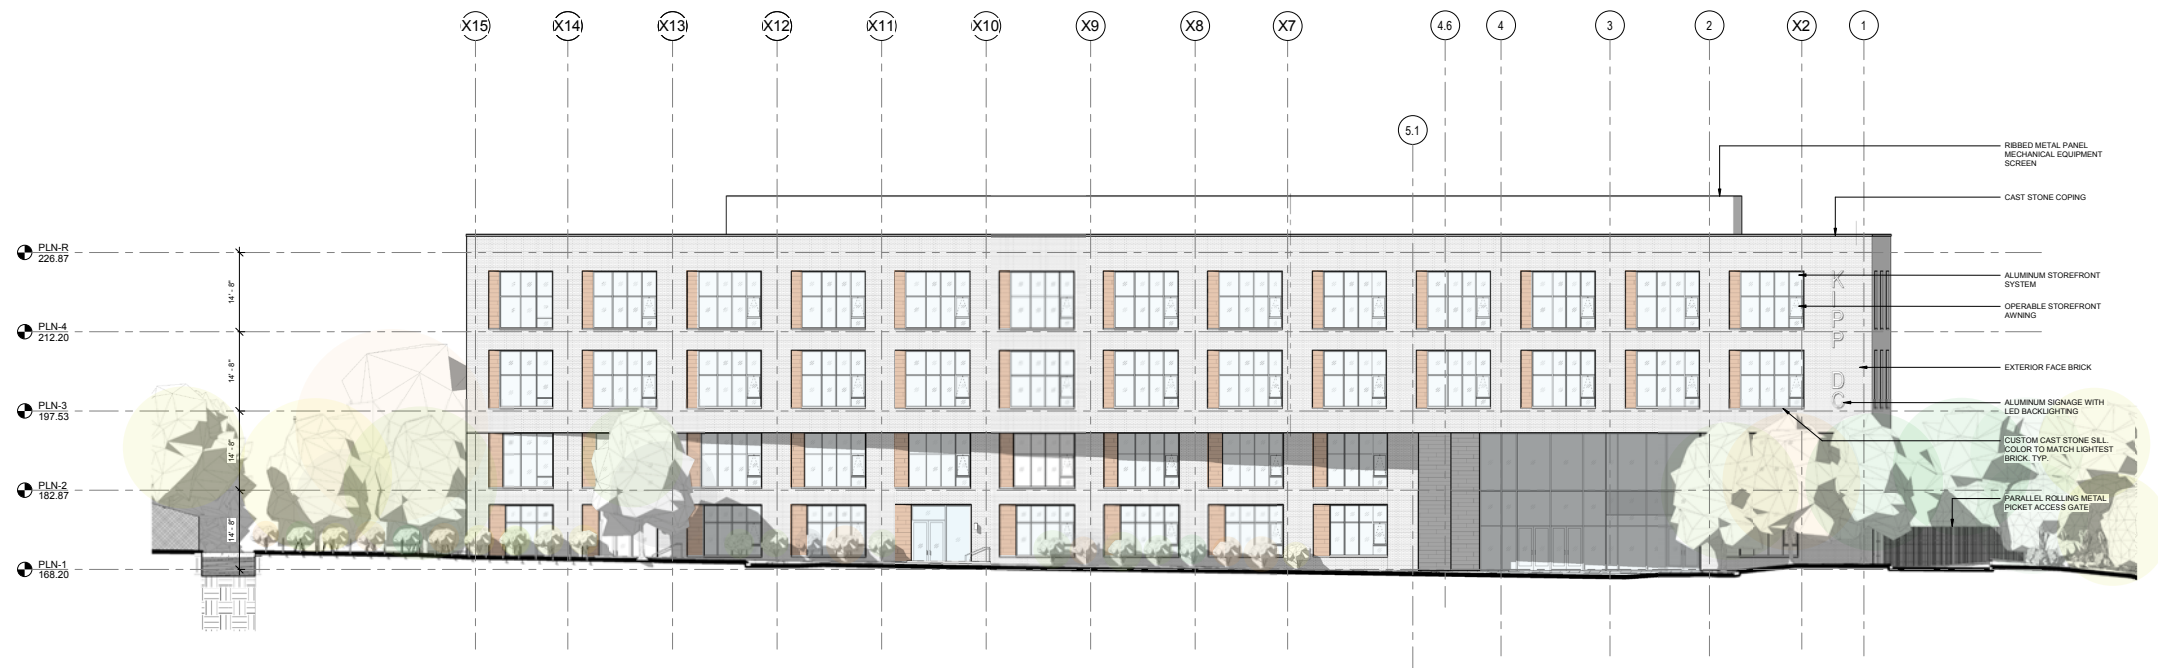 X15 X14 X13 X12 X11 X10 X9 X8 X7 4.6 4 3 2 X2 1
5.1
RIBBED METAL PANEL
MECHANICAL EQUIPMENT
SCREEN
CAST STONE COPING
PLN-R
226.87
14' - 8"
ALUMINUM STOREFRONT
SYSTEM
OPERABLE STOREFRONT
AWNING
PLN-4
212.20
14' - 8"
KIPP DC
EXTERIOR FACE BRICK
ALUMINUM SIGNAGE WITH
LED BACKLIGHTING
PLN-3
197.53
14' - 8"
CUSTOM CAST STONE SILL.
COLOR TO MATCH LIGHTEST
BRICK. TYP.
PLN-2
182.87
14' - 8"
PARALLEL ROLLING METAL
PICKET ACCESS GATE
PLN-1
168.20